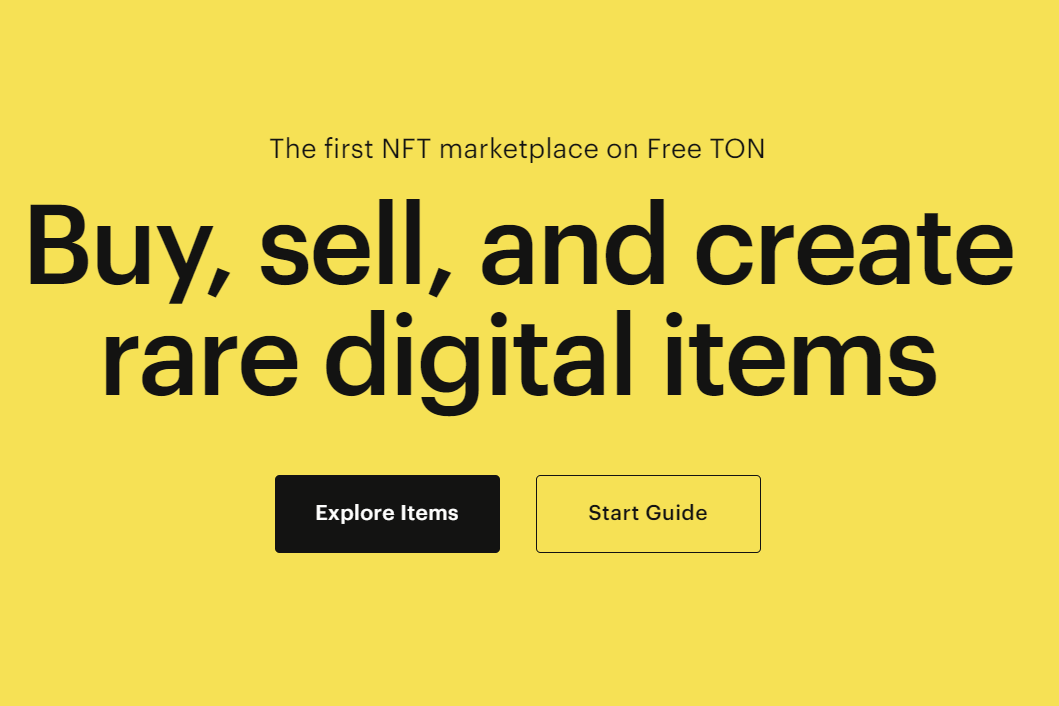 The first NFT marketplace on Free TON
Buy, sell, and create
rare digital items
Explore Items
Start Guide